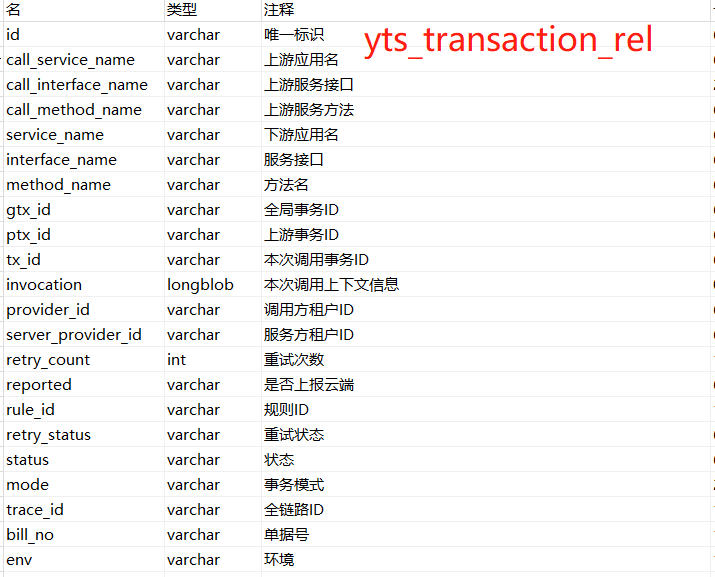 名 类型 注释
id varchar 唯一标识 yts_transaction_rel
call_service_name varchar 上游应用名
call_interface_name varchar 上游服务接口
call_method_name varchar 上游服务方法
service_name varchar 下游应用名
interface_name varchar 服务接口
method_name varchar 方法名
gtx_id varchar 全局事务ID
ptx_id varchar 上游事务ID
tx_id varchar 本次调用事务ID
invocation longblob 本次调用上下文信息
provider_id varchar 调用方租户ID
server_provider_id varchar 服务方租户ID
retry_count int 重试次数
reported varchar 是否上报云端
rule_id varchar 规则ID
retry_status varchar 重试状态
status varchar 状态
mode varchar 事务模式
trace_id varchar 全链路ID
bill_no varchar 单据号
env varchar 环境